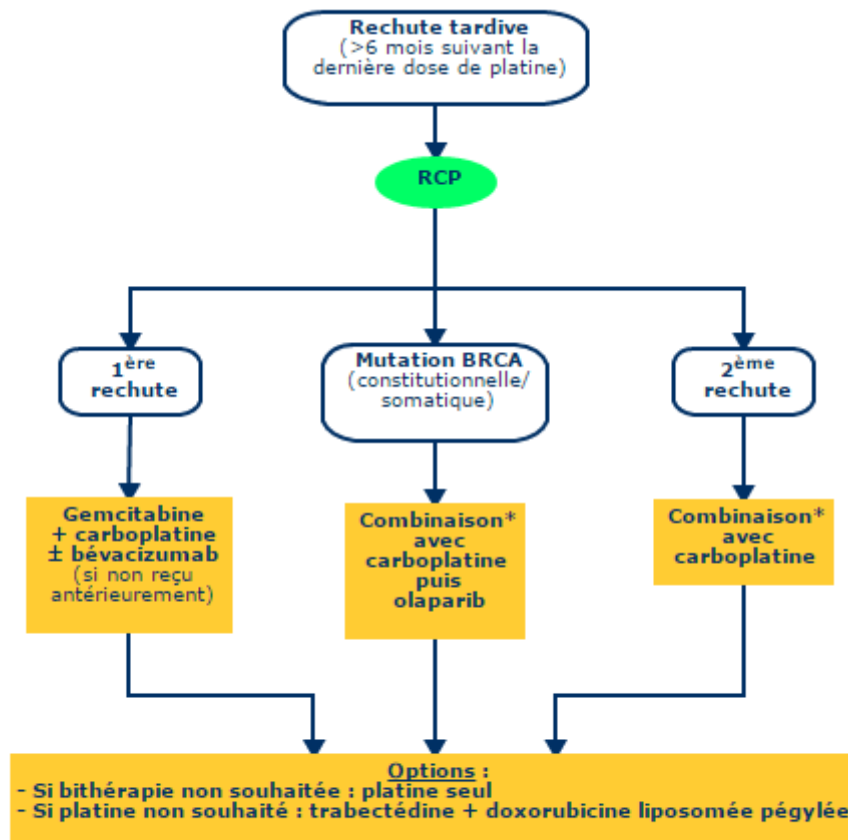 Rechute tardive
(>6 mois suivant la
dernière dose de platine)
RCP
1ère
rechute
Mutation BRCA
(constitutionnelle/
somatique)
2ème
rechute
Gemcitabine
+ carboplatine
± bévacizumab
(si non reçu
antérieurement)
Combinaison*
avec
carboplatine
puis
olaparib
Combinaison*
avec
carboplatine
Options :
- Si bithérapie non souhaitée : platine seul
- Si platine non souhaité : trabectédine + doxorubicine liposomée pégylée